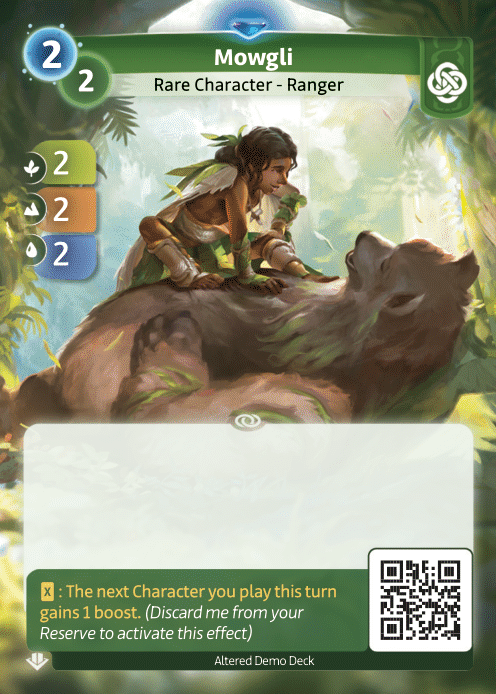 2
2
Mowgli
Rare Character - Ranger
2
2
2
X : The next Character you play this turn
gains 1 boost. (Discard me from your
Reserve to activate this effect)
Altered Demo Deck